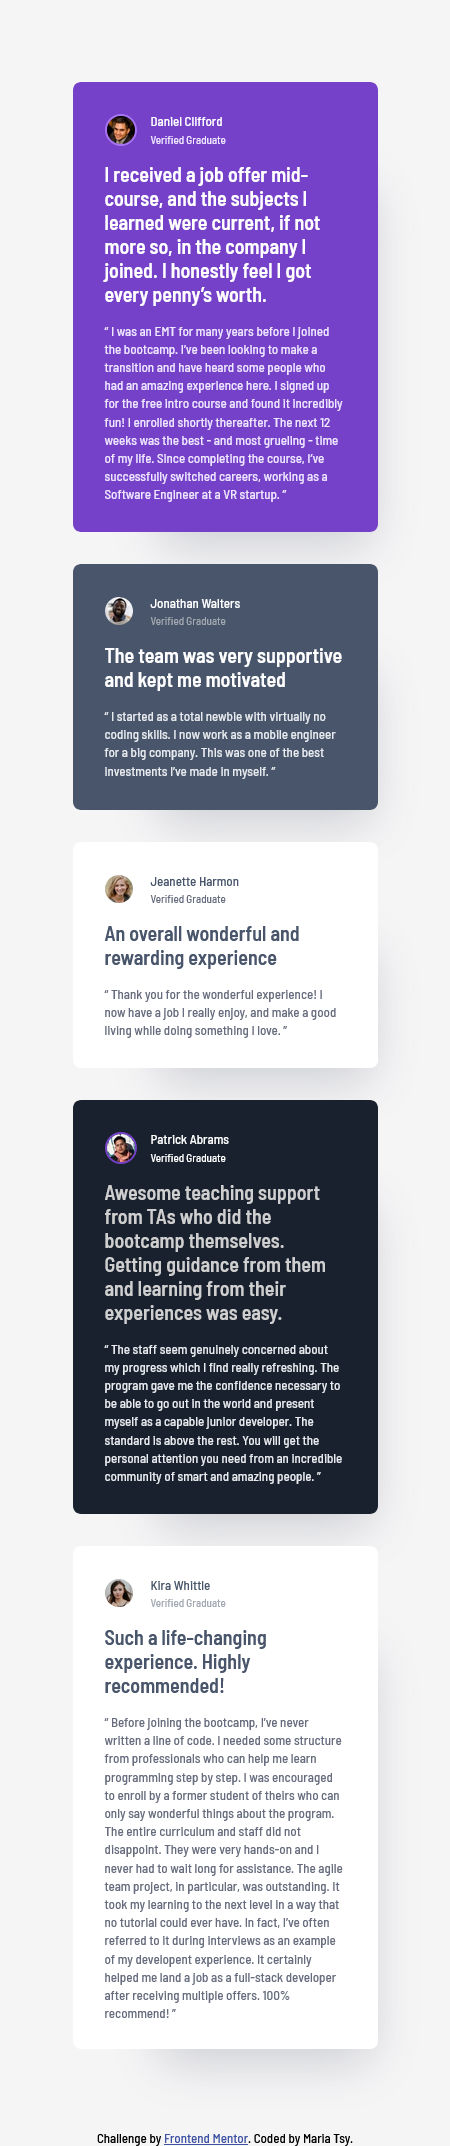 Daniel Clifford
Verified Graduate
I received a job offer mid-
course, and the subjects I
learned were current, if not
more so, in the company I
joined. I honestly feel I got
every penny's worth.
“ I was an EMT for many years before I joined
the bootcamp. I've been looking to make a
transition and have heard some people who
had an amazing experience here. I signed up
for the free intro course and found it incredibly
fun! I enrolled shortly thereafter. The next 12
weeks was the best - and most grueling - time
of my life. Since completing the course, I've
successfully switched careers, working as a
Software Engineer at a VR startup. ”
Jonathan Walters
Verified Graduate
The team was very supportive
and kept me motivated
“ I started as a total newbie with virtually no
coding skills. I now work as a mobile engineer
for a big company. This was one of the best
investments I've made in myself. ”
Jeanette Harmon
Verified Graduate
An overall wonderful and
rewarding experience
“ Thank you for the wonderful experience! I
now have a job I really enjoy, and make a good
living while doing something I love. ”
Patrick Abrams
Verified Graduate
Awesome teaching support
from TAs who did the
bootcamp themselves.
Getting guidance from them
and learning from their
experiences was easy.
“ The staff seem genuinely concerned about
my progress which I find really refreshing. The
program gave me the confidence necessary to
be able to go out in the world and present
myself as a capable junior developer. The
standard is above the rest. You will get the
personal attention you need from an incredible
community of smart and amazing people. ”
Kira Whittle
Verified Graduate
Such a life-changing
experience. Highly
recommended!
“ Before joining the bootcamp, I've never
written a line of code. I needed some structure
from professionals who can help me learn
programming step by step. I was encouraged
to enroll by a former student of theirs who can
only say wonderful things about the program.
The entire curriculum and staff did not
disappoint. They were very hands-on and I
never had to wait long for assistance. The agile
team project, in particular, was outstanding. It
took my learning to the next level in a way that
no tutorial could ever have. In fact, I've often
referred to it during interviews as an example
of my developent experience. It certainly
helped me land a job as a full-stack developer
after receiving multiple offers. 100%
recommend! ”
Challenge by Frontend Mentor. Coded by Maria Tsy.